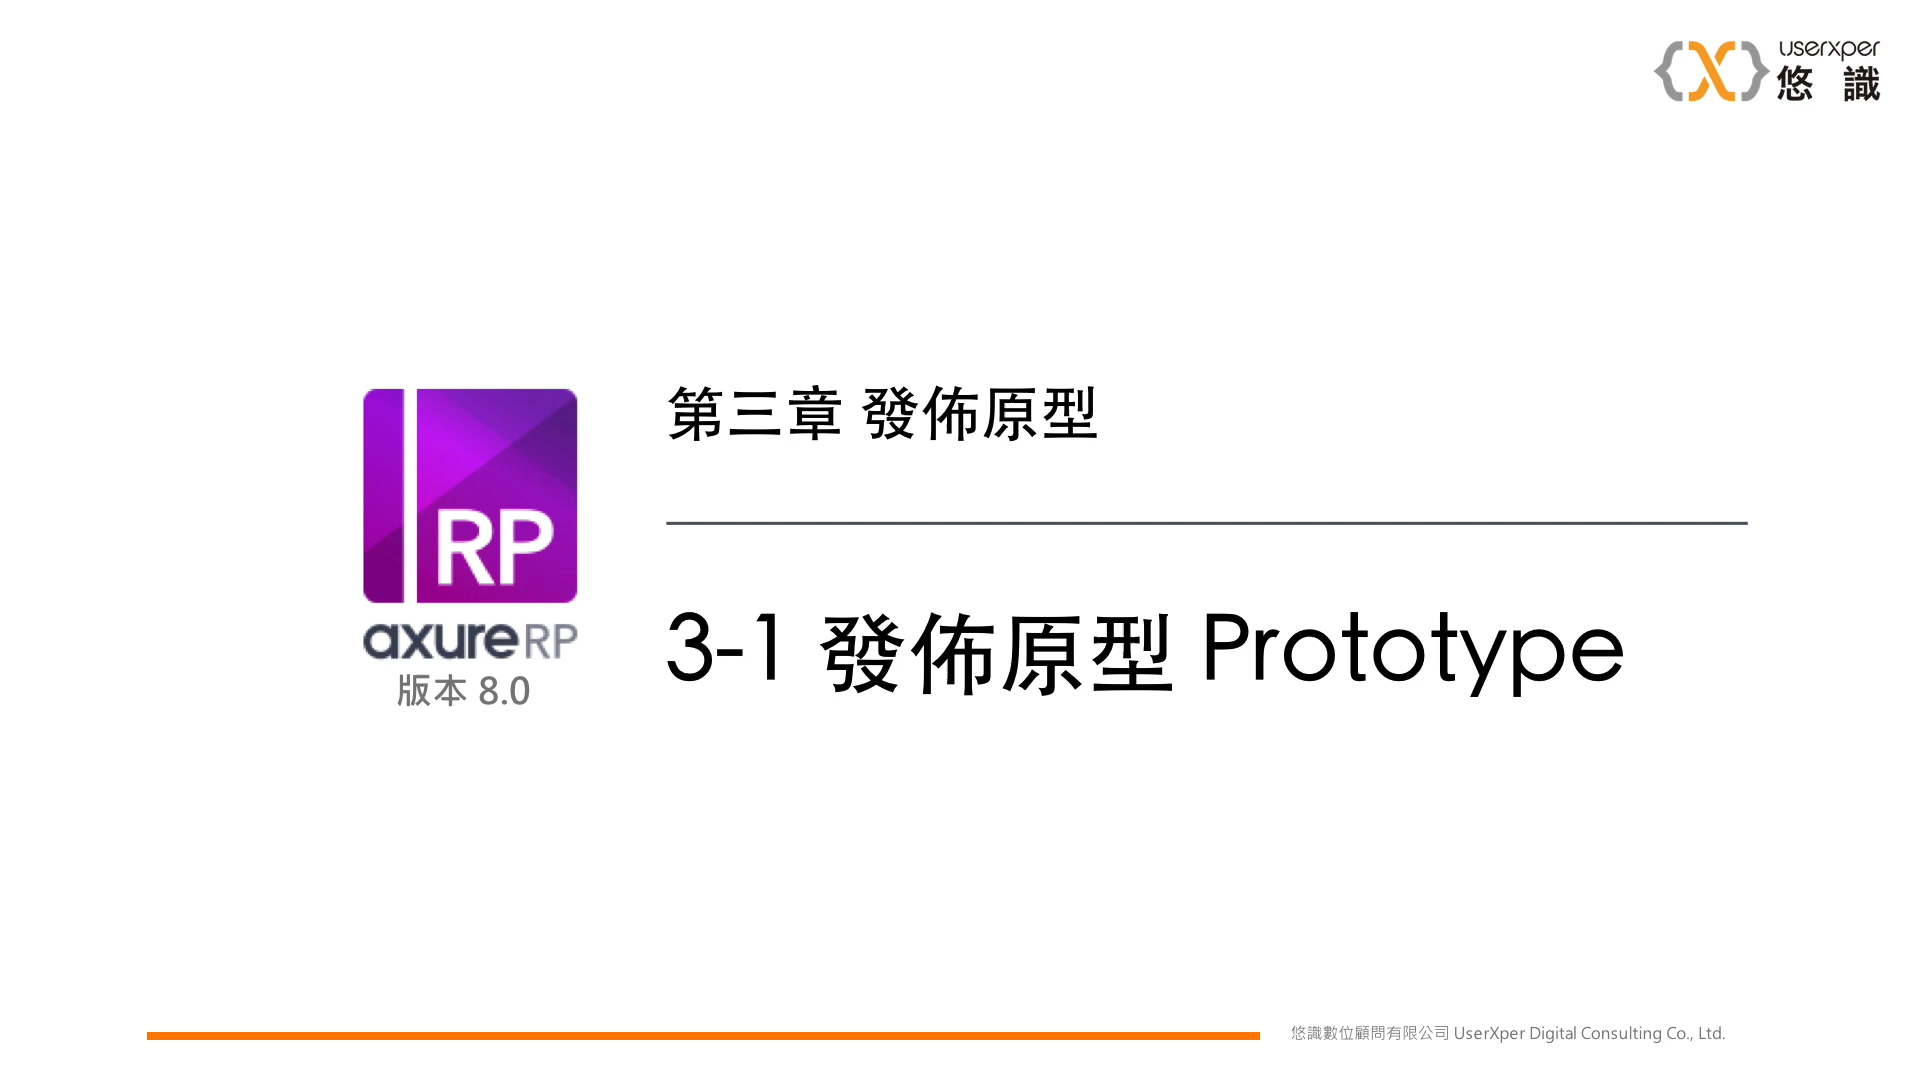 userxper
悠 識
第三章 發佈原型
RP
axure RP
版本 8.0
3-1 發佈原型 Prototype
悠識數位顧問有限公司 UserXper Digital Consulting Co., Ltd.